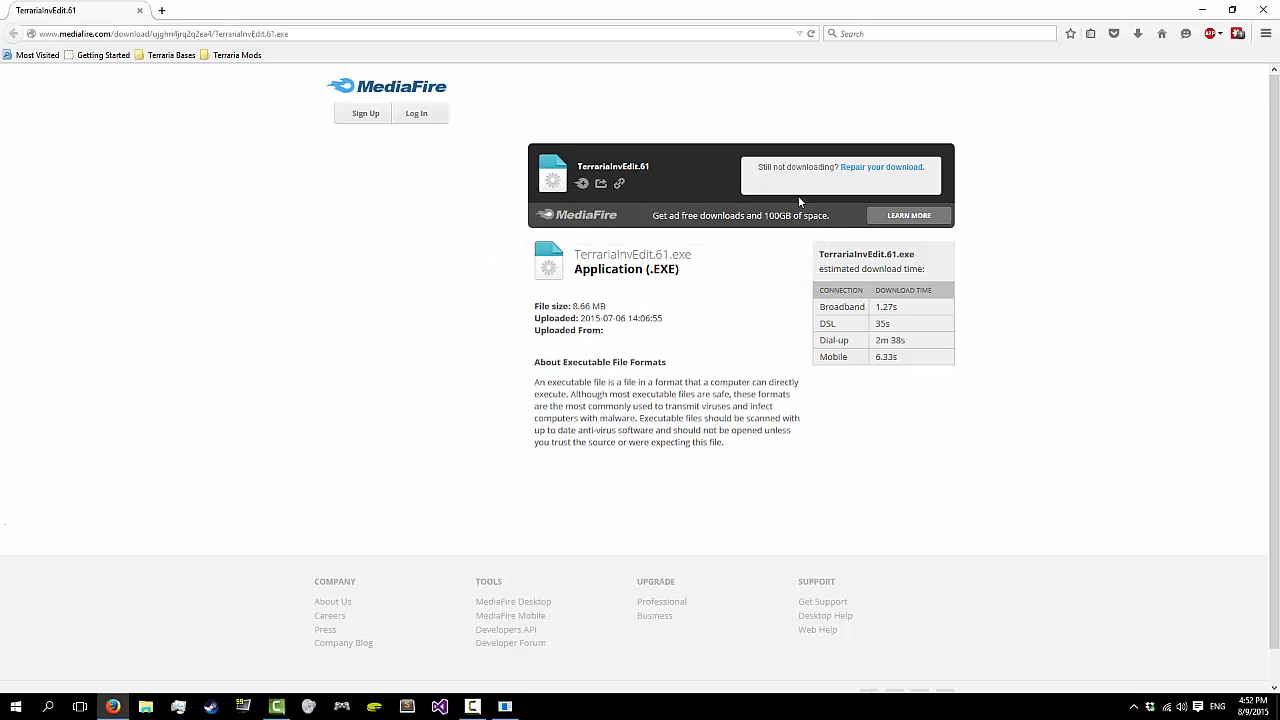 TerrariaInvEdit.61
www.mediafire.com/download/ujghn4jrq2q2ea4/TerrariaInvEdit.61.exe
Search
Most Visited
Getting Started
Terraria Bases
Terraria Mods
MediaFire
Sign Up
Log In
TerrariaInvEdit.61
Still not downloading? Repair your download.
MediaFire
Get ad free downloads and 100GB of space.
LEARN MORE
TerrariaInvEdit.61.exe
Application (.EXE)
File size: 8.66 MB
Uploaded: 2015-07-06 14:06:55
Uploaded From:
About Executable File Formats
An executable file is a file in a format that a computer can directly
execute. Although most executable files are safe, these formats
are the most commonly used to transmit viruses and infect
computers with malware. Executable files should be scanned with
up to date anti-virus software and should not be opened unless
you trust the source or were expecting this file.
TerrariaInvEdit.61.exe
estimated download time:
CONNECTION DOWNLOAD TIME
Broadband 1.27s
DSL 35s
Dial-up 2m 38s
Mobile 6.33s
COMPANY
About Us
Careers
Press
Company Blog
TOOLS
MediaFire Desktop
MediaFire Mobile
Developers API
Developer Forum
UPGRADE
Professional
Business
SUPPORT
Get Support
Desktop Help
Web Help
ENG
4:52 PM
8/9/2015